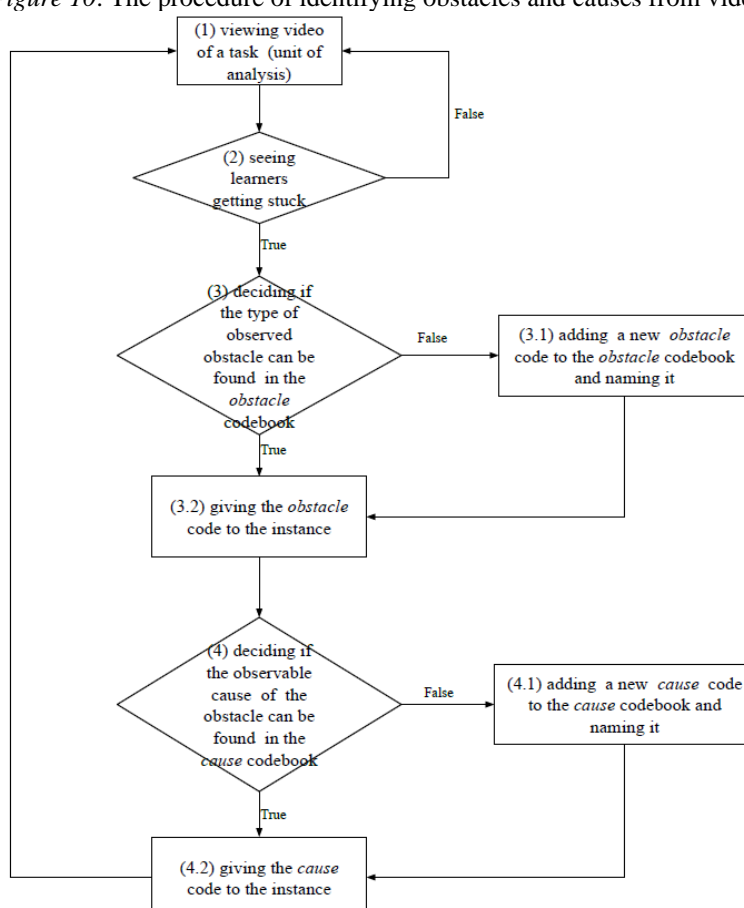 Figure 10. The procedure of identifying obstacles and causes from vide
(1) viewing video
of a task (unit of
analysis)
False
(2) seeing
learners
getting stuck
True
(3) deciding if
the type of
observed
obstacle can be
found in the
obstacle
codebook
False
(3.1) adding a new obstacle
code to the obstacle codebook
and naming it
True
(3.2) giving the obstacle
code to the instance
(4) deciding if
the observable
cause of the
obstacle can be
found in the
cause codebook
False
(4.1) adding a new cause code
to the cause codebook and
naming it
True
(4.2) giving the cause
code to the instance